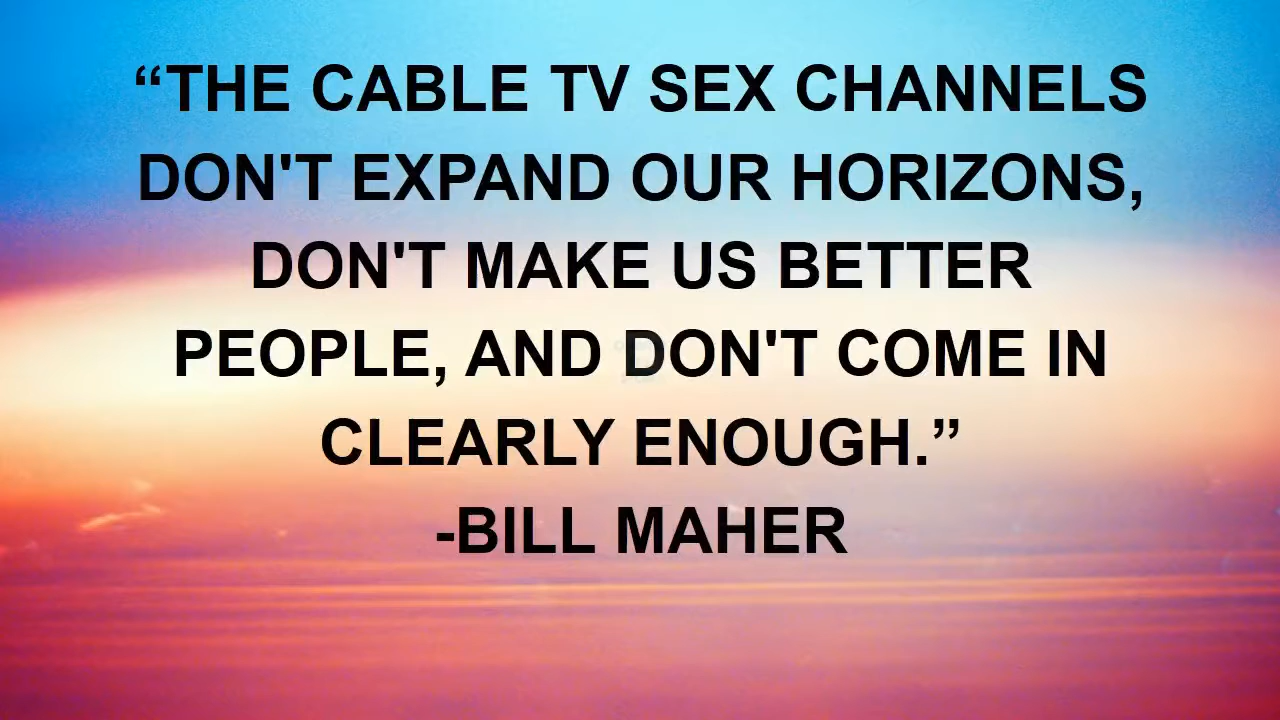 “THE CABLE TV SEX CHANNELS
DON'T EXPAND OUR HORIZONS,
DON'T MAKE US BETTER
PEOPLE, AND DON'T COME IN
CLEARLY ENOUGH.”
-BILL MAHER